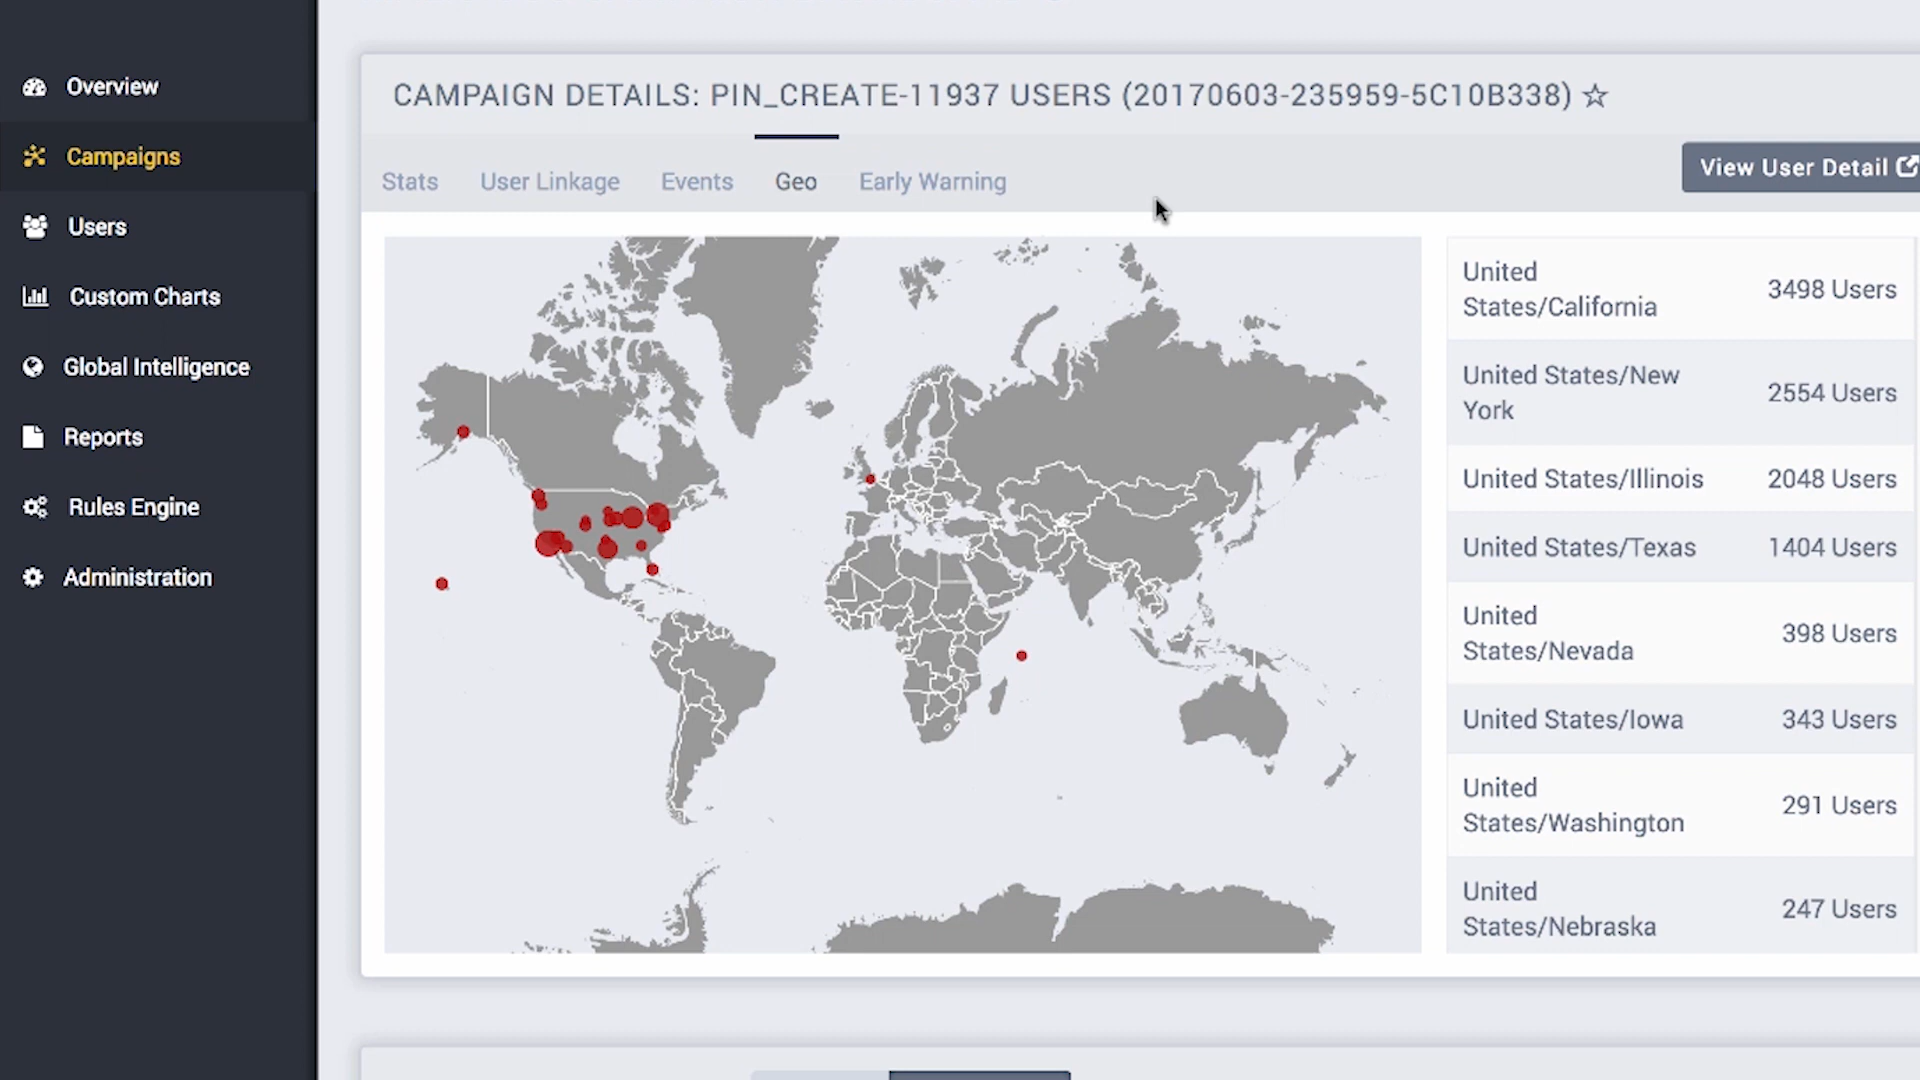 Overview
Campaigns
Users
Custom Charts
Global Intelligence
Reports
Rules Engine
Administration
CAMPAIGN DETAILS: PIN_CREATE-11937 USERS (20170603-235959-5C10B338)
Stats User Linkage Events Geo Early Warning
View User Detail
United
States/California
3498 Users
United States/New
York
2554 Users
United States/Illinois 2048 Users
United States/Texas 1404 Users
United
States/Nevada
398 Users
United States/Iowa 343 Users
United
States/Washington
291 Users
United
States/Nebraska
247 Users